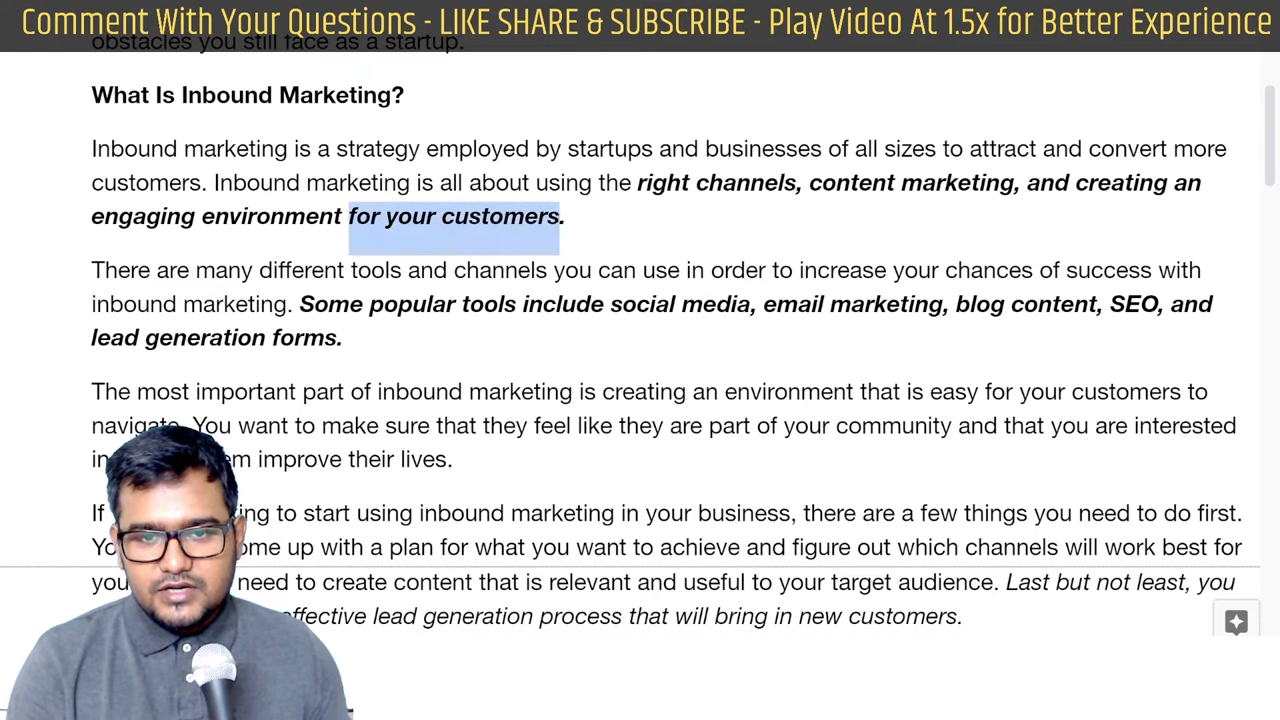 Comment With Your Questions - LIKE SHARE & SUBSCRIBE - Play Video At 1.5x for Better Experience
obstacles you still face as a startup.
What Is Inbound Marketing?
Inbound marketing is a strategy employed by startups and businesses of all sizes to attract and convert more
customers. Inbound marketing is all about using the right channels, content marketing, and creating an
engaging environment for your customers.
There are many different tools and channels you can use in order to increase your chances of success with
inbound marketing. Some popular tools include social media, email marketing, blog content, SEO, and
lead generation forms.
The most important part of inbound marketing is creating an environment that is easy for your customers to
navigate. You want to make sure that they feel like they are part of your community and that you are interested
in improve their lives.
If to start using inbound marketing in your business, there are a few things you need to do first.
up with a plan for what you want to achieve and figure out which channels will work best for
need to create content that is relevant and useful to your target audience. Last but not least, you
effective lead generation process that will bring in new customers.